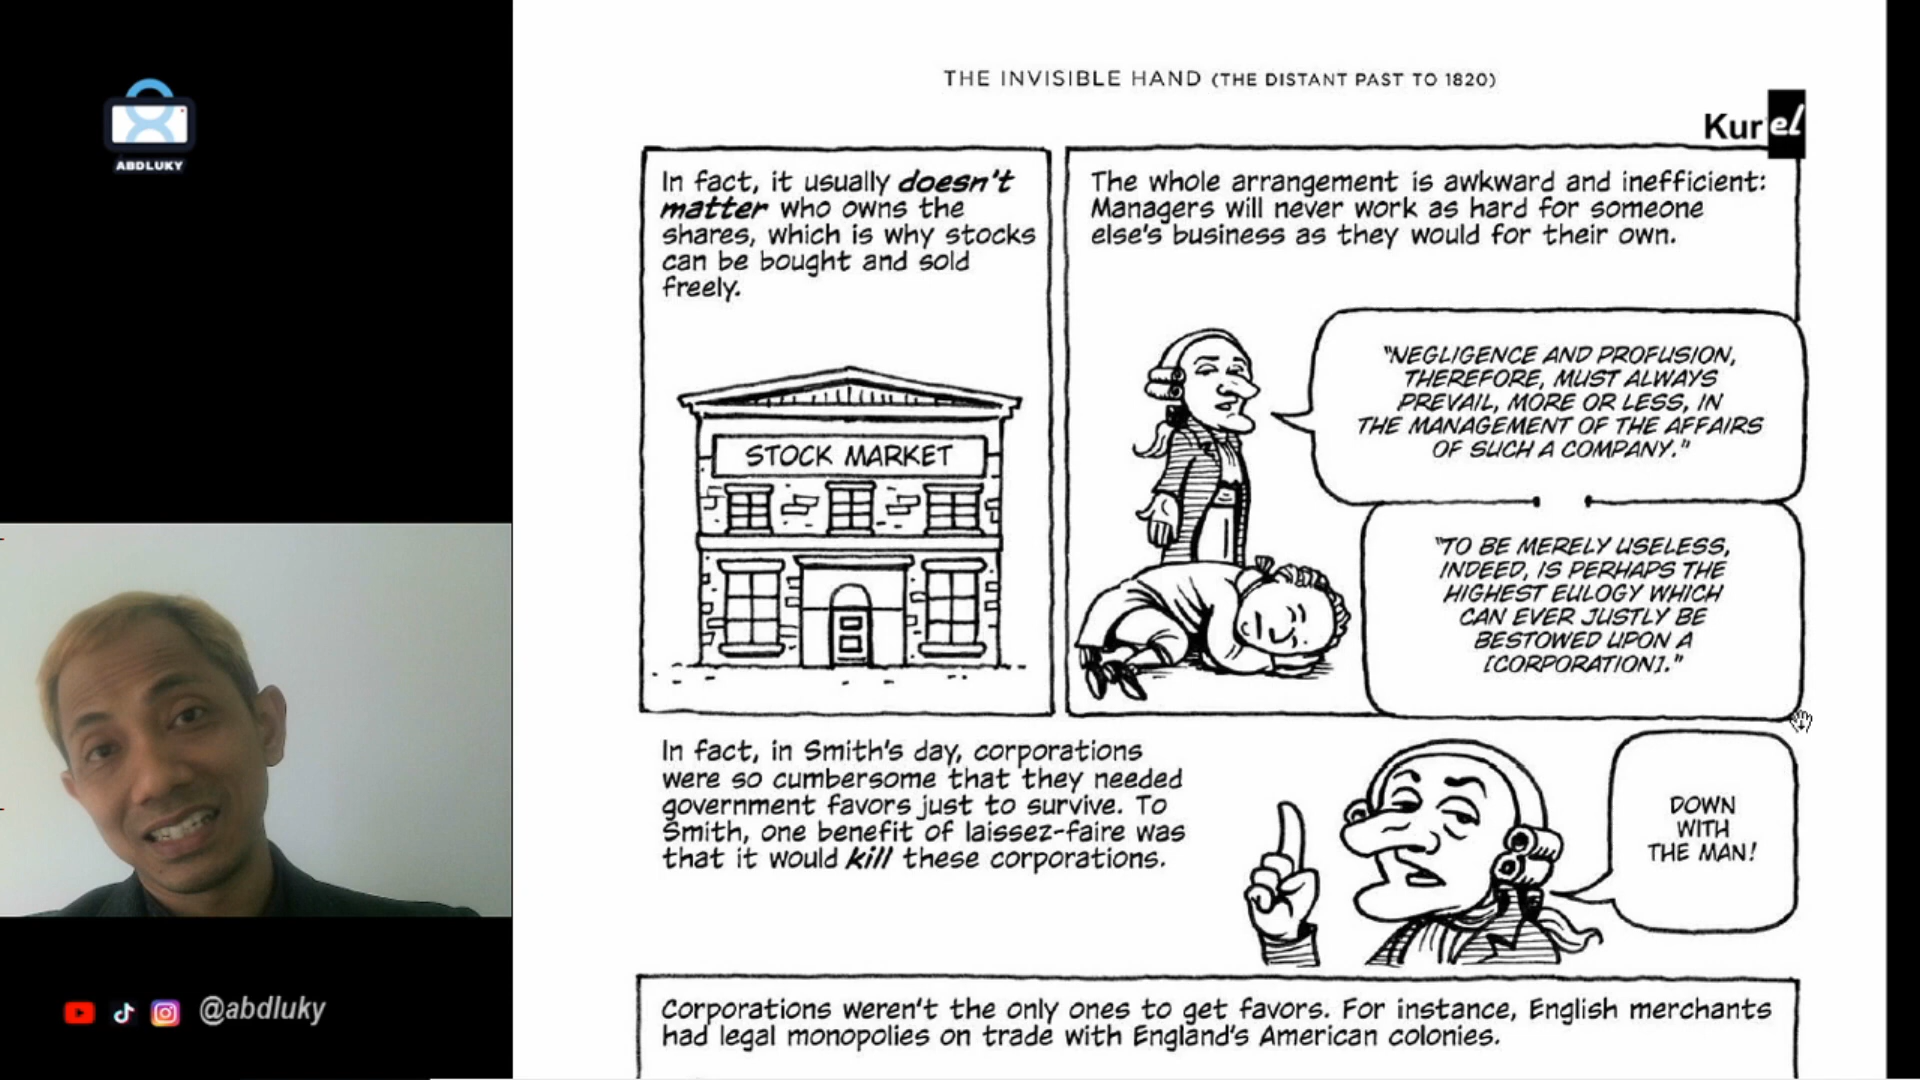 ABDLUKY
THE INVISIBLE HAND (THE DISTANT PAST TO 1820)
Kurel
In fact, it usually doesn't
matter who owns the
shares, which is why stocks
can be bought and sold
freely.
STOCK MARKET
The whole arrangement is awkward and inefficient:
Managers will never work as hard for someone
else's business as they would for their own.
"NEGLIGENCE AND PROFUSION,
THEREFORE, MUST ALWAYS
PREVAIL, MORE OR LESS, IN
THE MANAGEMENT OF THE AFFAIRS
OF SUCH A COMPANY."
"TO BE MERELY USELESS,
INDEED, IS PERHAPS THE
HIGHEST EULOGY WHICH
CAN EVER JUSTLY BE
BESTOWED UPON A
[CORPORATION]."
In fact, in Smith's day, corporations
were so cumbersome that they needed
government favors just to survive. To
Smith, one benefit of laissez-faire was
that it would kill these corporations.
DOWN
WITH
THE MAN!
Corporations weren't the only ones to get favors. For instance, English merchants
had legal monopolies on trade with England's American colonies.
@abdluky